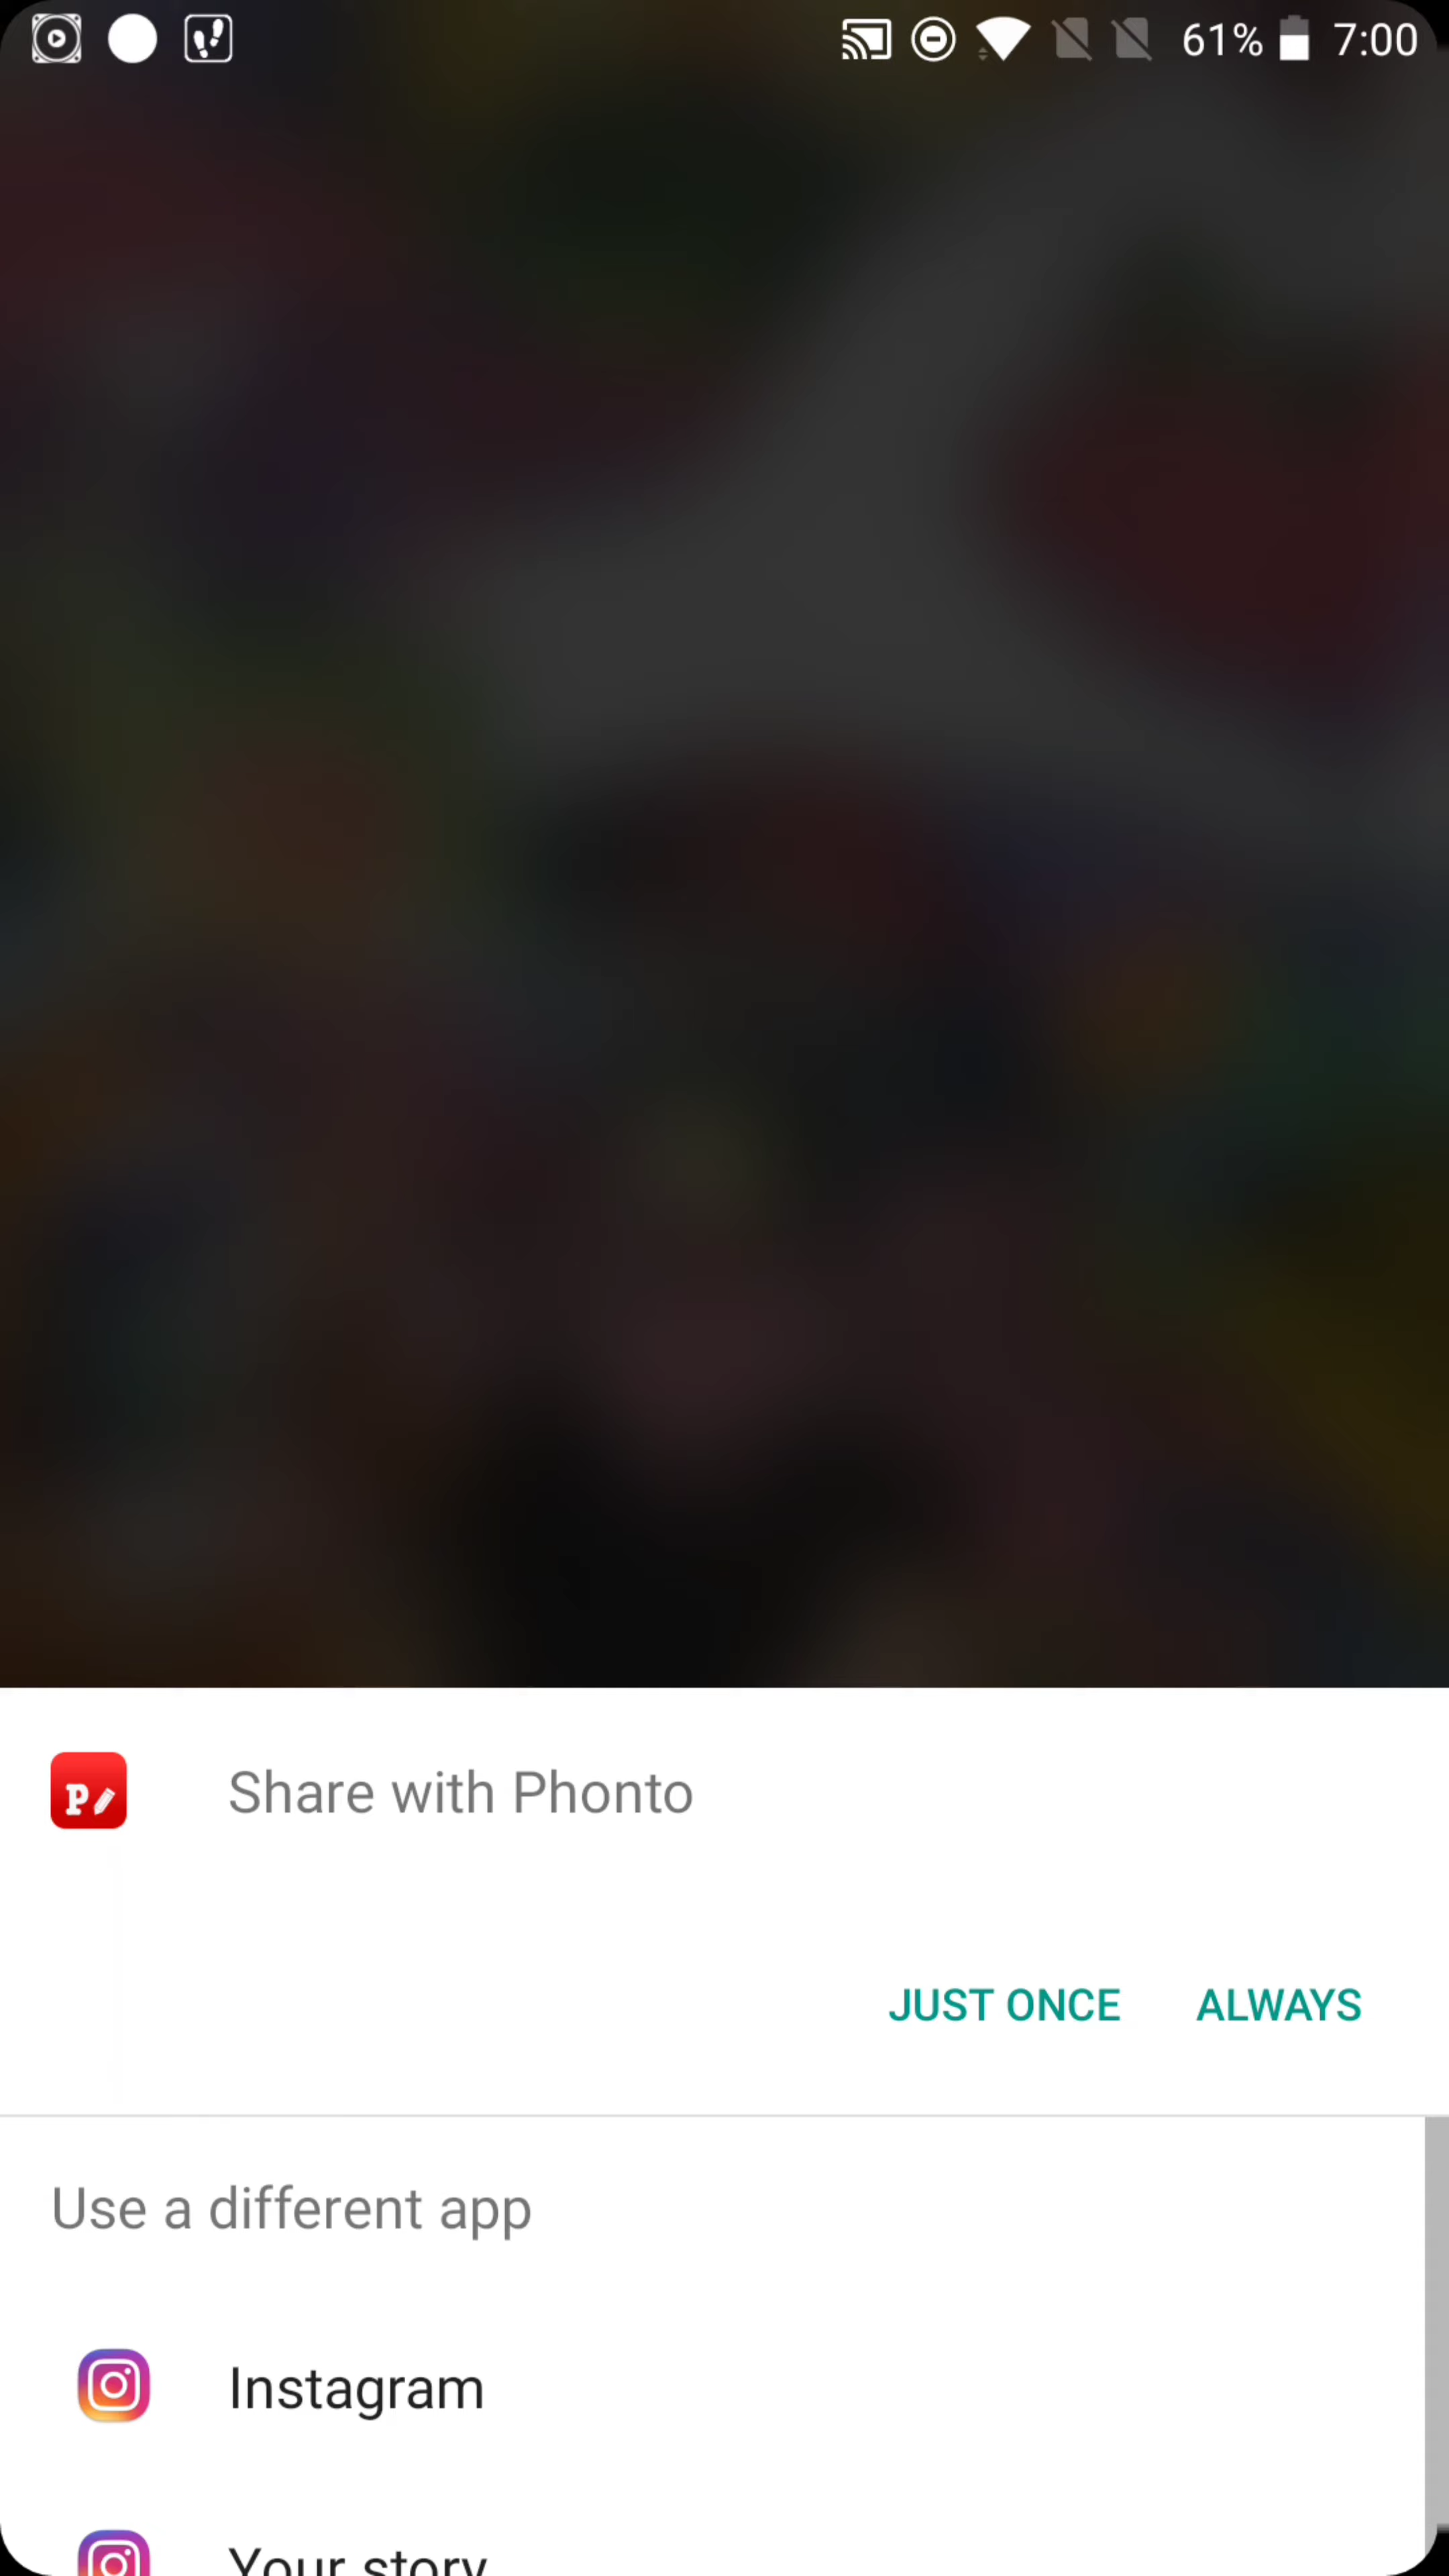 61% 7:00
Share with Phonto
JUST ONCE ALWAYS
Use a different app
Instagram
Your story